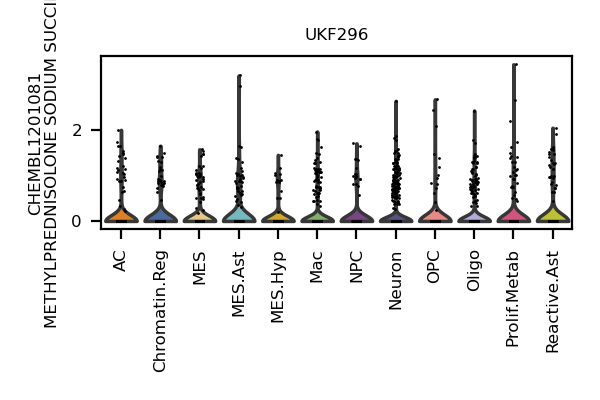 UKF296
CHEMBL1201081
METHYLPREDNISOLONE SODIUM SUCCI
2
0
AC
Chromatin.Reg
MES
MES.Ast
MES.Hyp
Mac
NPC
Neuron
OPC
Oligo
Prolif.Metab
Reactive.Ast